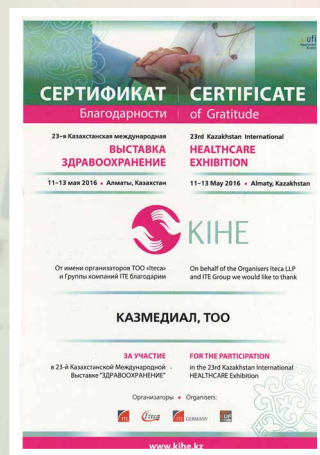 ufi
СЕРТИФИКАТ
CERTIFICATE
Благодарности
of Gratitude
23-я Казахстанская международная
ВЫСТАВКА
ЗДРАВООХРАНЕНИЕ
23rd Kazakhstan International
HEALTHCARE
EXHIBITION
11–13 мая 2016 • Алматы, Казахстан
11–13 May 2016 • Almaty, Kazakhstan
KIHE
От имени организаторов ТОО «Iteca»
и Группы компаний ITE благодарим
On behalf of the Organisers Iteca LLP
and ITE Group we would like to thank
КАЗМЕДИАЛ, ТОО
ЗА УЧАСТИЕ
в 23-й Казахстанской Международной -
Выставке "ЗДРАВООХРАНЕНИЕ"
FOR THE PARTICIPATION
in the 23rd Kazakhstan International
HEALTHCARE Exhibition
Организаторы • Organisers:
ITECA
GERMANY
www.kihe.kz